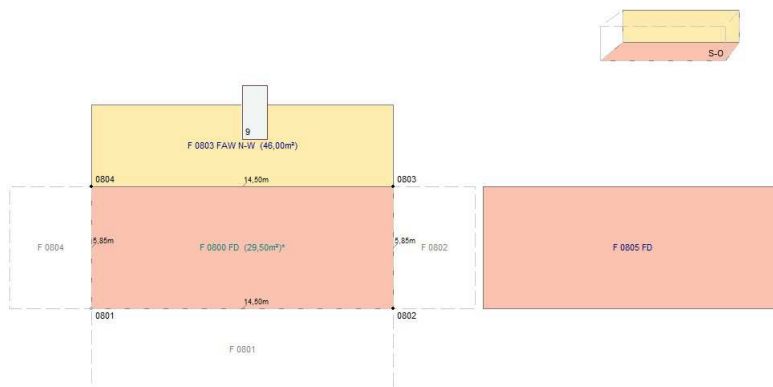 S-O
9
F 0803 FAW N-W (46,00m²)
0804
14,50m
0803
F 0804
5,85m
F 0800 FD (29,50m²)*
5,85m
F 0802
F 0805 FD
14,50m
0801
0802
F 0801